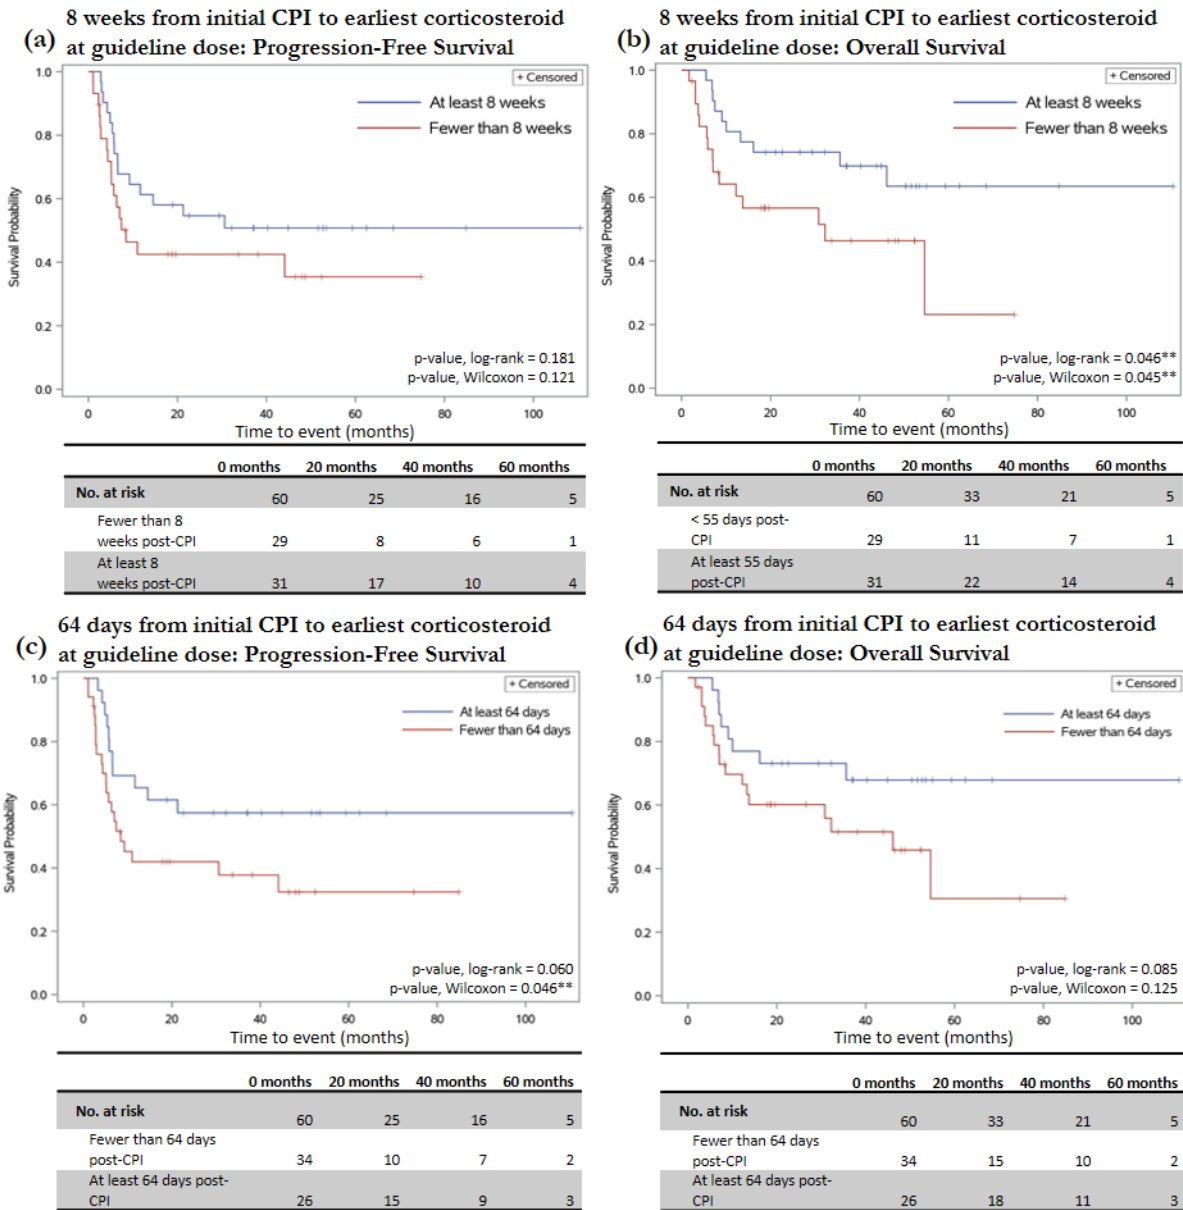 (a) 8 weeks from initial CPI to earliest corticosteroid
at guideline dose: Progression-Free Survival
1.0
0.8
0.6
0.4
0.2
0.0
Survival Probability
+ Censored
At least 8 weeks
Fewer than 8 weeks
p-value, log-rank = 0.181
p-value, Wilcoxon = 0.121
0 20 40 60 80 100
Time to event (months)
0 months 20 months 40 months 60 months
No. at risk 60 25 16 5
Fewer than 8
weeks post-CPI 29 8 6 1
At least 8
weeks post-CPI 31 17 10 4
(b) 8 weeks from initial CPI to earliest corticosteroid
at guideline dose: Overall Survival
1.0
0.8
0.6
0.4
0.2
0.0
Survival Probability
+ Censored
At least 8 weeks
Fewer than 8 weeks
p-value, log-rank = 0.046**
p-value, Wilcoxon = 0.045**
0 20 40 60 80 100
Time to event (months)
0 months 20 months 40 months 60 months
No. at risk 60 33 21 5
< 55 days post-
CPI 29 11 7 1
At least 55 days
post-CPI 31 22 14 4
(c) 64 days from initial CPI to earliest corticosteroid
at guideline dose: Progression-Free Survival
1.0
0.8
0.6
0.4
0.2
0.0
Survival Probability
+ Censored
At least 64 days
Fewer than 64 days
p-value, log-rank = 0.060
p-value, Wilcoxon = 0.046**
0 20 40 60 80 100
Time to event (months)
0 months 20 months 40 months 60 months
No. at risk 60 25 16 5
Fewer than 64 days
post-CPI 34 10 7 2
At least 64 days post-
CPI 26 15 9 3
(d) 64 days from initial CPI to earliest corticosteroid
at guideline dose: Overall Survival
1.0
0.8
0.6
0.4
0.2
0.0
Survival Probability
+ Censored
At least 64 days
Fewer than 64 days
p-value, log-rank = 0.085
p-value, Wilcoxon = 0.125
0 20 40 60 80 100
Time to event (months)
0 months 20 months 40 months 60 months
No. at risk 60 33 21 5
Fewer than 64 days
post-CPI 34 15 10 2
At least 64 days post-
CPI 26 18 11 3